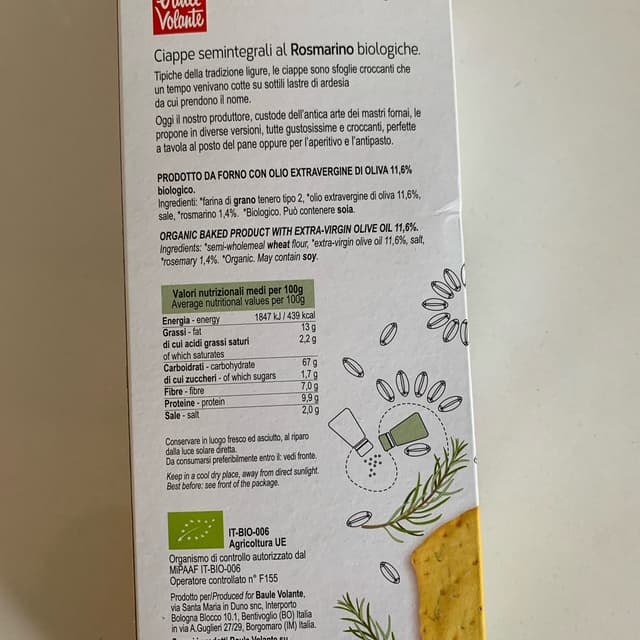 Volante
Ciappe semintegrali al Rosmarino biologiche.
Tipiche della tradizione ligure, le ciappe sono sfoglie croccanti che
un tempo venivano cotte su sottili lastre di ardesia
da cui prendono il nome.
Oggi il nostro produttore, custode dell'antica arte dei mastri fornai, le
propone in diverse versioni, tutte gustosissime e croccanti, perfette
a tavola al posto del pane oppure per l'aperitivo e l'antipasto.
PRODOTTO DA FORNO CON OLIO EXTRAVERGINE DI OLIVA 11,6%
biologico.
Ingredienti: *farina di grano tenero tipo 2, *olio extravergine di oliva 11,6%,
sale, *rosmarino 1,4%. *Biologico. Può contenere soia.
ORGANIC BAKED PRODUCT WITH EXTRA-VIRGIN OLIVE OIL 11,6%.
Ingredients: *semi-wholemeal wheat flour, *extra-virgin olive oil 11,6%, salt,
*rosemary 1,4%. *Organic. May contain soy.
Valori nutrizionali medi per 100g
Average nutritional values per 100g
Energia - energy 1847 kJ / 439 kcal
Grassi - fat 13 g
di cui acidi grassi saturi 2,2 g
of which saturates
Carboidrati - carbohydrate 67 g
di cui zuccheri - of which sugars 1,7 g
Fibre - fibre 7,0 g
Proteine - protein 9,9 g
Sale - salt 2,0 g
Conservare in luogo fresco ed asciutto, al riparo
dalla luce solare diretta.
Da consumarsi preferibilmente entro il: vedi fronte.
Keep in a cool dry place, away from direct sunlight.
Best before: see front of the package.
IT-BIO-006
Agricoltura UE
Organismo di controllo autorizzato dal
MiPAAF IT-BIO-006
Operatore controllato n° F155
Prodotto per/Produced for Baule Volante,
via Santa Maria in Duno snc, Interporto
Bologna Blocco 10.1, Bentivoglio (BO) Italia
in via A.Guglieri 27/29, Borgomaro (IM) Italia.